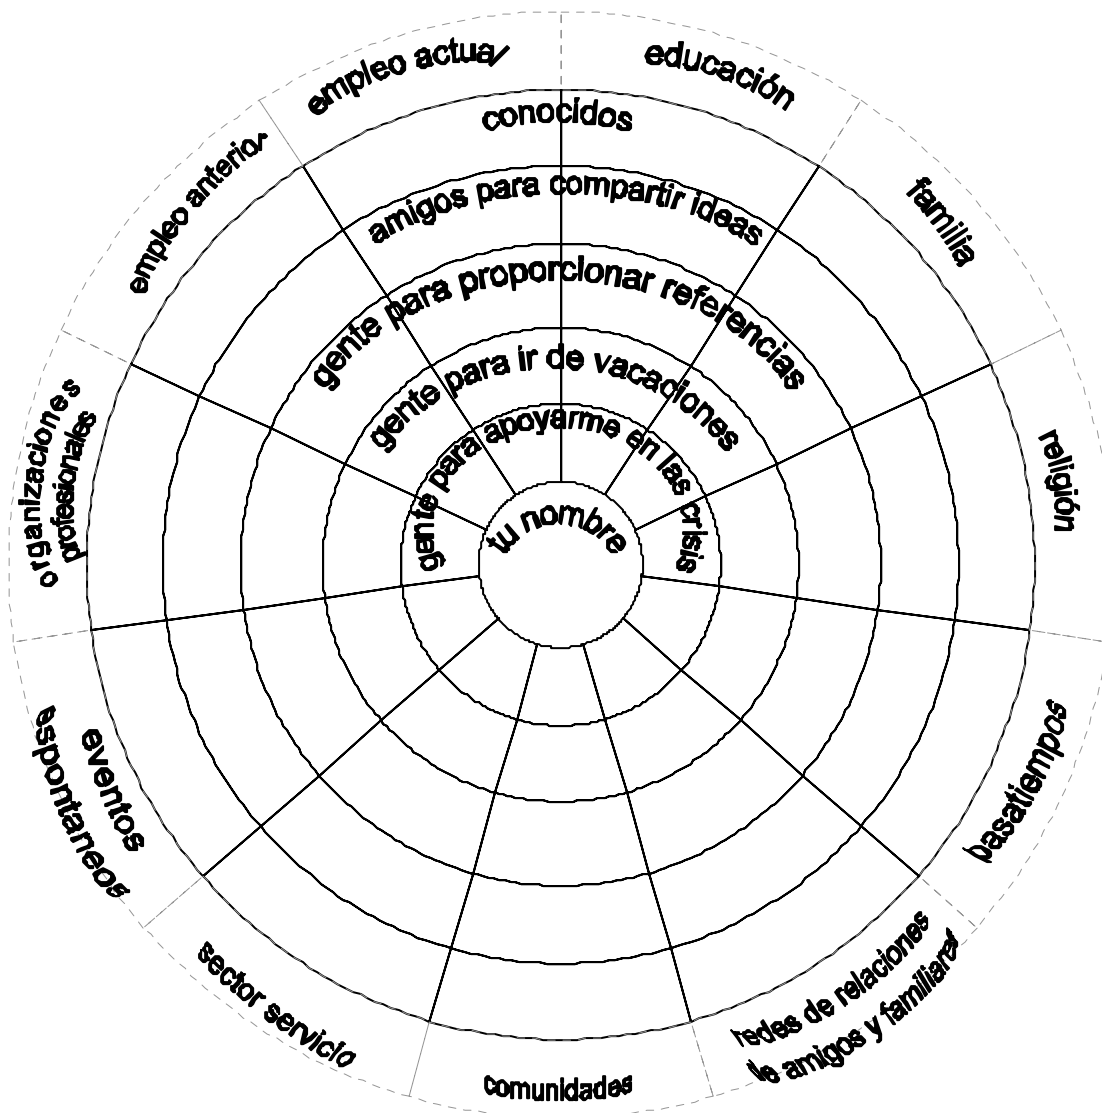 empleo actual
educación
familia
religión
pasatiempos
redes de relaciones
de amigos y familiares
comunidades
sector servicio
eventos
espontaneos
organizaciones
profesionales
empleo anterior
conocidos
amigos para compartir ideas
gente para proporcionar referencias
gente para ir de vacaciones
gente para apoyarme en las crisis
tu nombre